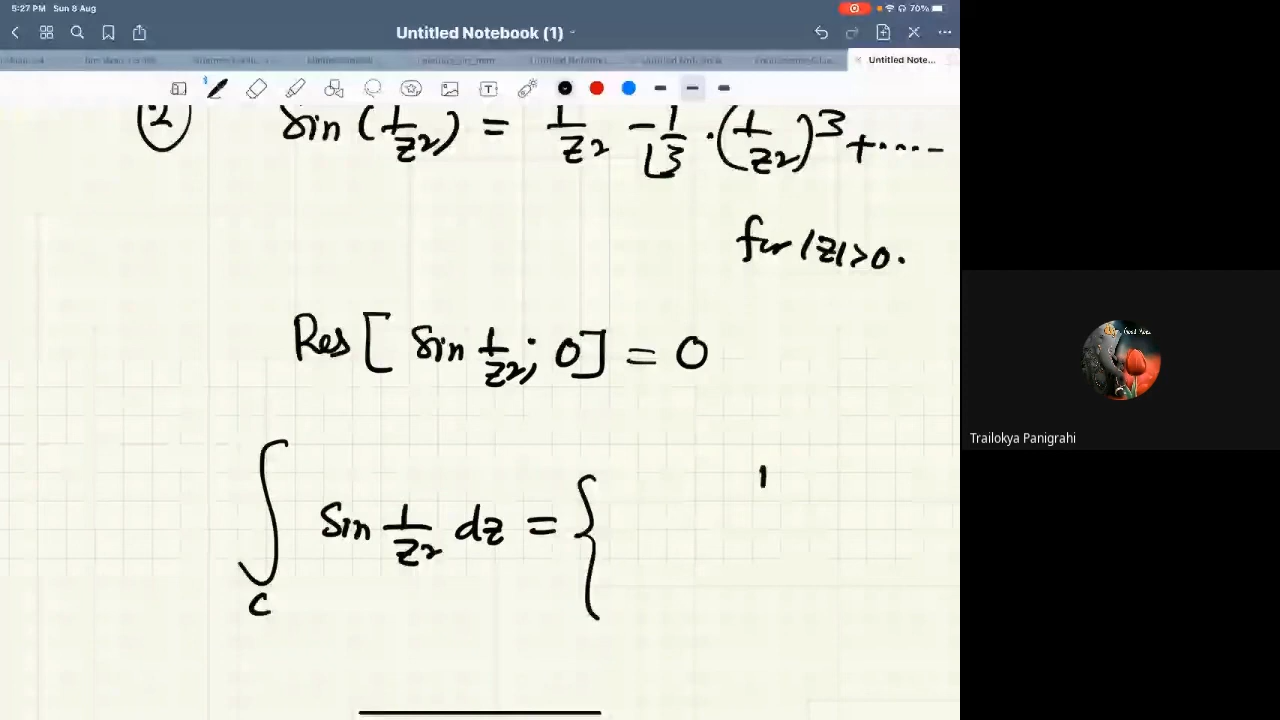 5:27 PM Sun 8 Aug
70%
Untitled Notebook (1)
Untitled Note...
② Sin (1/z²) = 1/z² - 1/⌊3 · (1/z²)³ + ....
for |z| > 0.
Res [ Sin 1/z² ; 0 ] = 0
∫_C Sin 1/z² dz = {
Trailokya Panigrahi